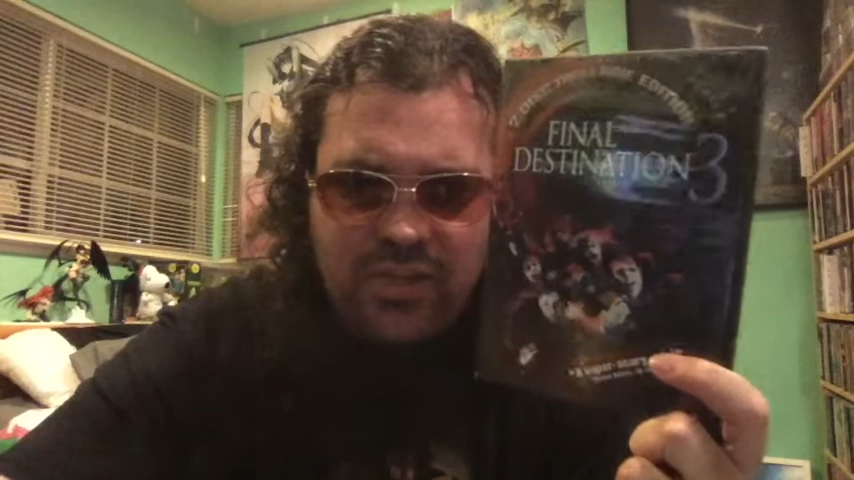 2-DISC THRILL RIDE EDITION
FINAL
DESTINATION 3
"A super-scary